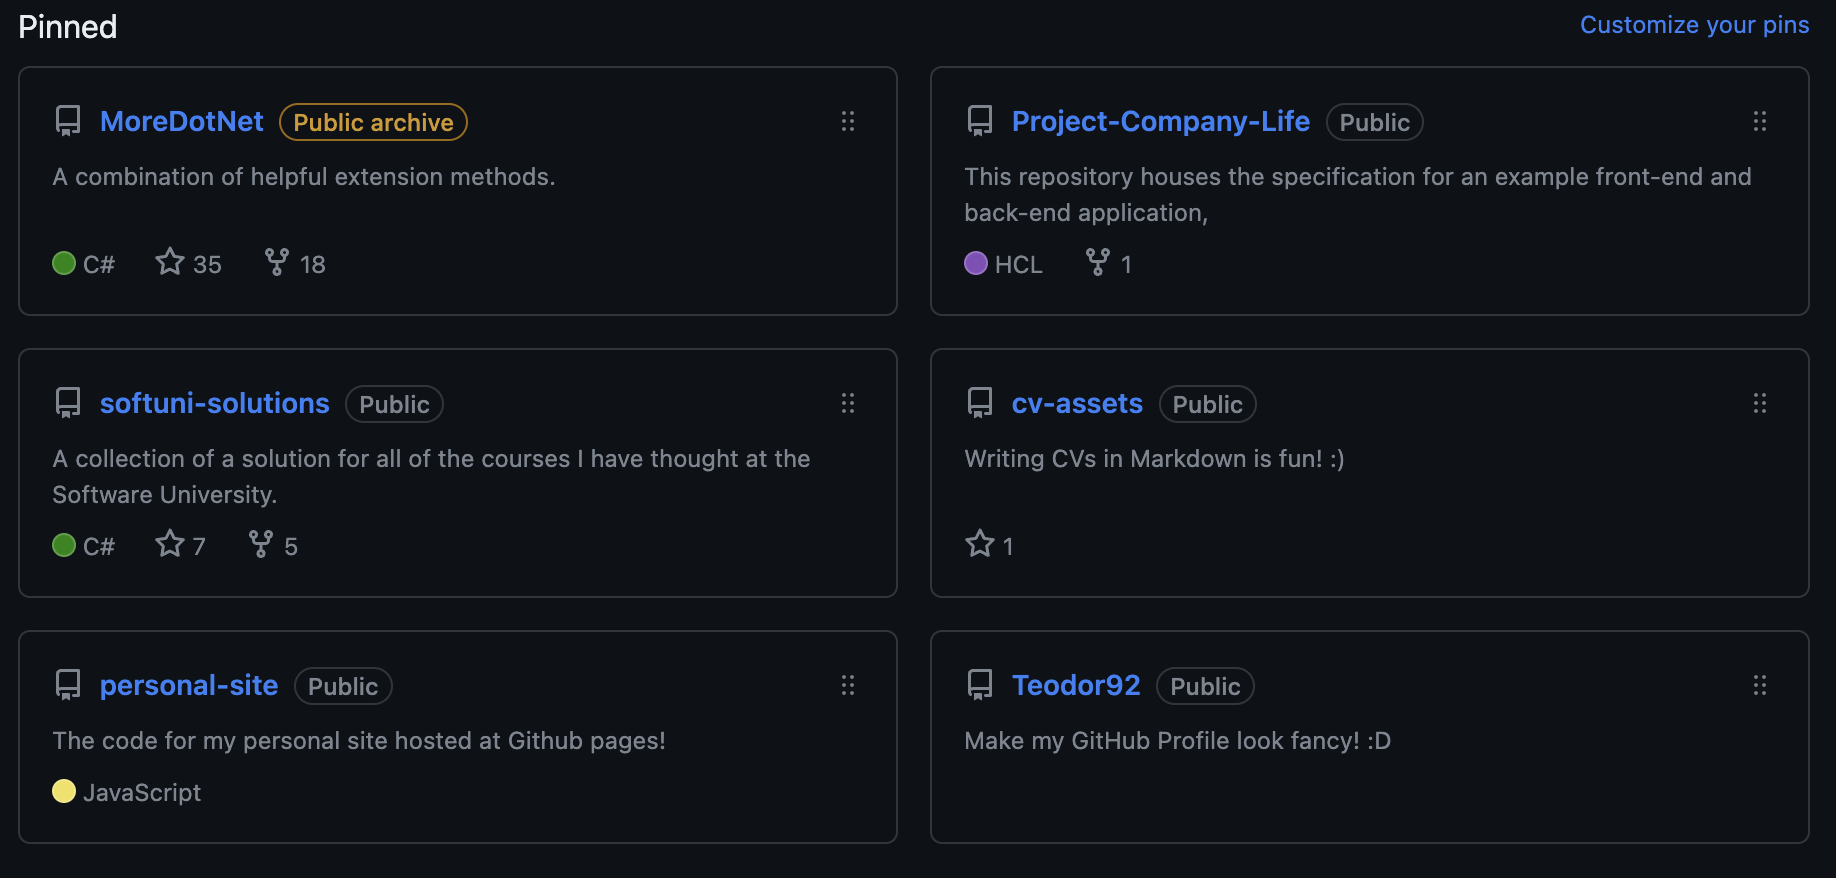 Pinned
Customize your pins
MoreDotNet Public archive
A combination of helpful extension methods.
C# 35 18
Project-Company-Life Public
This repository houses the specification for an example front-end and
back-end application,
HCL 1
softuni-solutions Public
A collection of a solution for all of the courses I have thought at the
Software University.
C# 7 5
cv-assets Public
Writing CVs in Markdown is fun! :)
1
personal-site Public
The code for my personal site hosted at Github pages!
JavaScript
Teodor92 Public
Make my GitHub Profile look fancy! :D